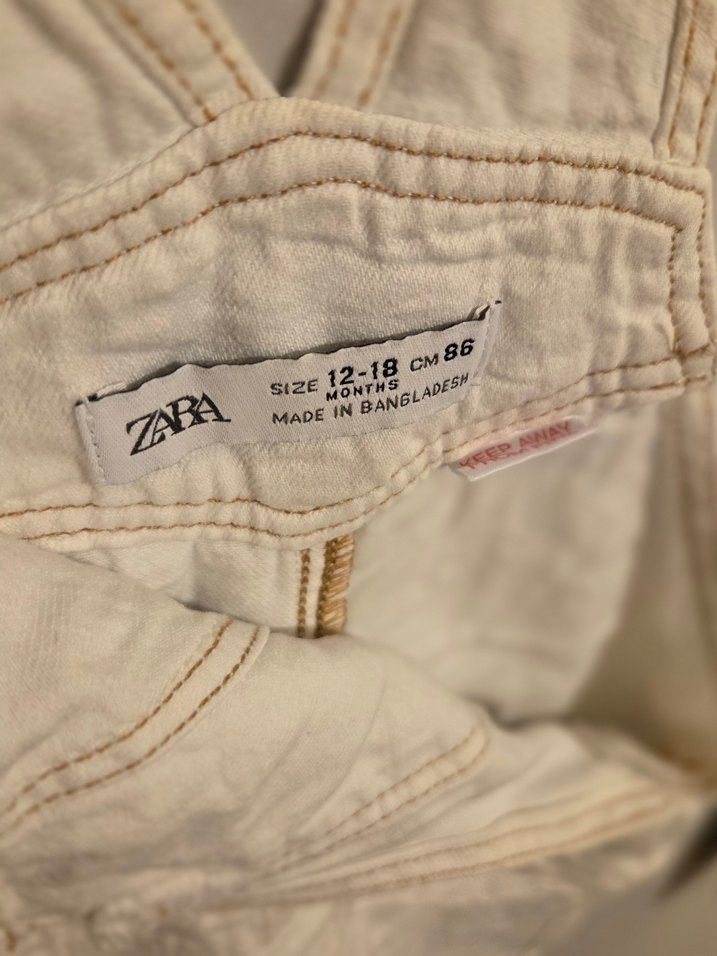 ZARA
SIZE 12-18 CM 86
MONTHS
MADE IN BANGLADESH
KEEP AWAY